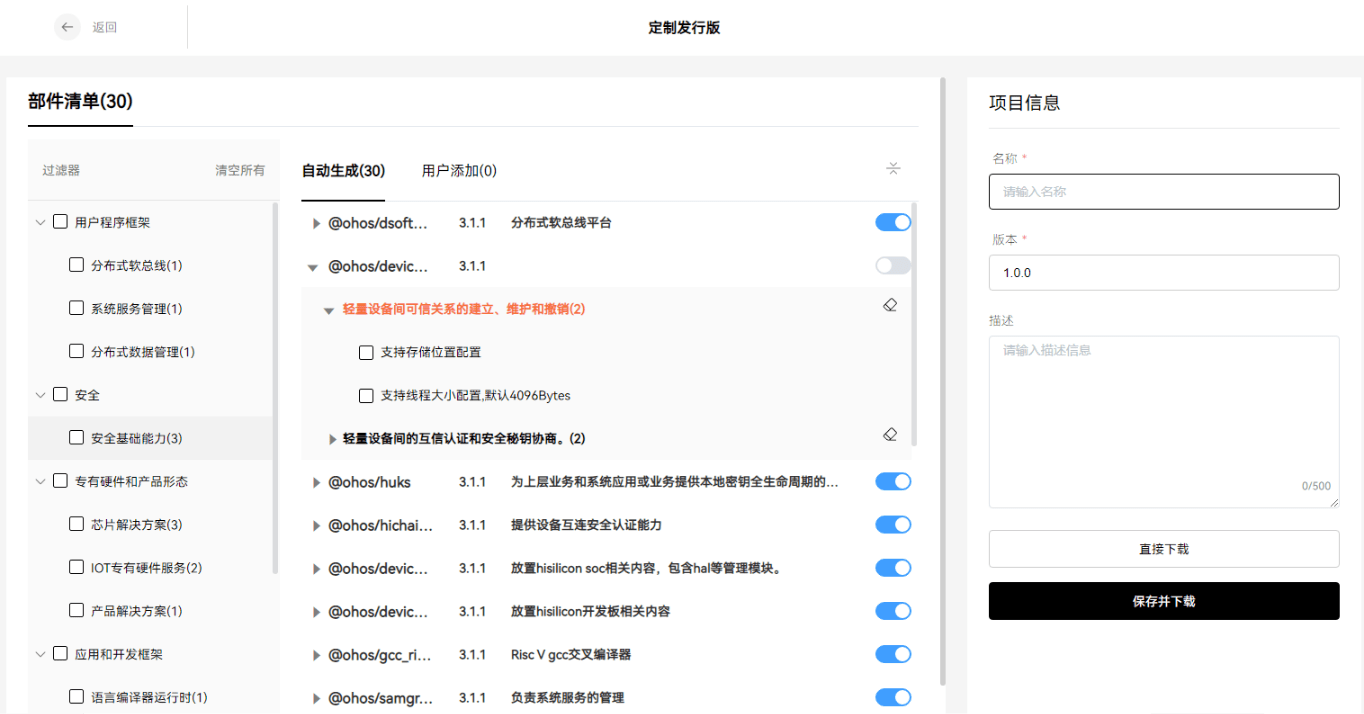 返回
定制发行版
部件清单(30)
过滤器
清空所有
用户程序框架
分布式软总线(1)
系统服务管理(1)
分布式数据管理(1)
安全
安全基础能力(3)
专有硬件和产品形态
芯片解决方案(3)
IOT专有硬件服务(2)
产品解决方案(1)
应用和开发框架
语言编译器运行时(1)
自动生成(30) 用户添加(0)
@ohos/dsoft... 3.1.1 分布式软总线平台
@ohos/devic... 3.1.1
轻量设备间可信关系的建立、维护和撤销(2)
支持存储位置配置
支持线程大小配置,默认4096Bytes
轻量设备间的互信认证和安全秘钥协商。(2)
@ohos/huks 3.1.1 为上层业务和系统应用或业务提供本地密钥全生命周期的...
@ohos/hichai... 3.1.1 提供设备互连安全认证能力
@ohos/devic... 3.1.1 放置hisilicon soc相关内容，包含hal等管理模块。
@ohos/devic... 3.1.1 放置hisilicon开发板相关内容
@ohos/gcc_ri... 3.1.1 Risc V gcc交叉编译器
@ohos/samgr... 3.1.1 负责系统服务的管理
项目信息
名称 *
请输入名称
版本 *
1.0.0
描述
请输入描述信息
0/500
直接下载
保存并下载